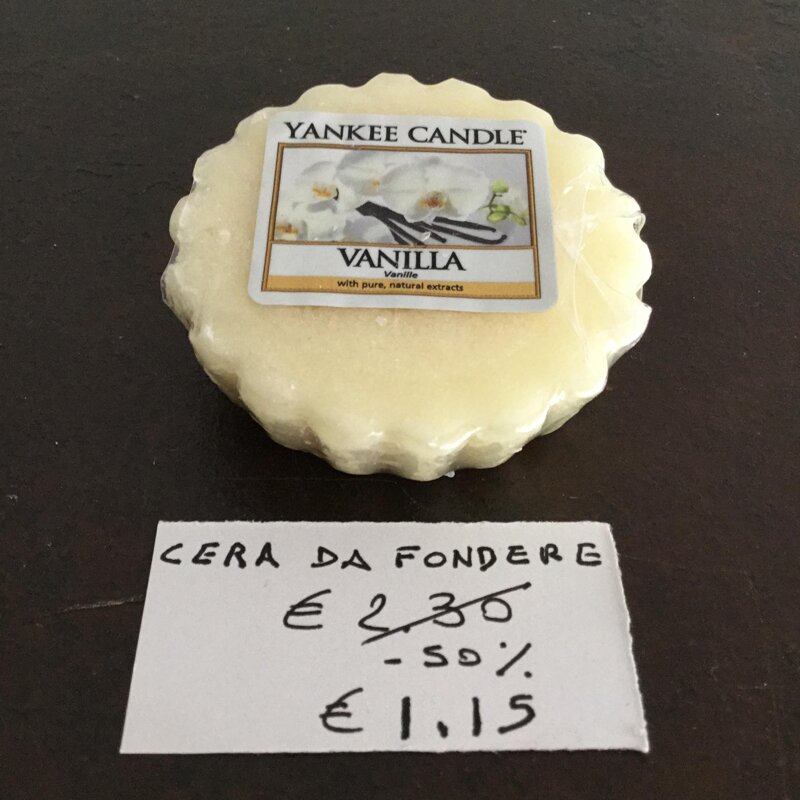 YANKEE CANDLE
VANILLA
Vanille
with pure, natural extracts
CERA DA FONDERE
€ 2.30
-50%
€ 1.15